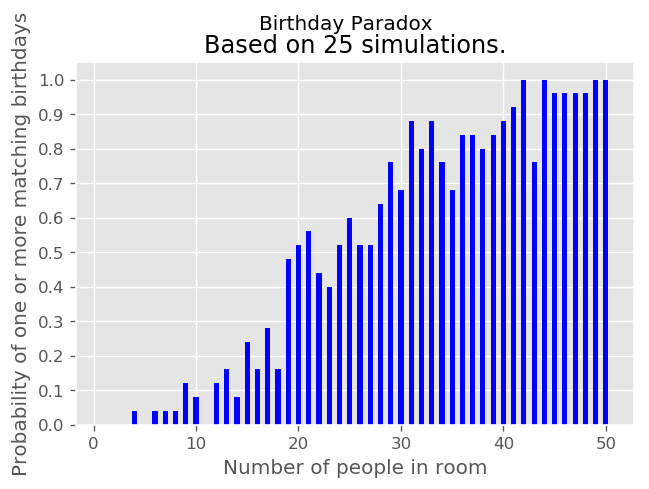 Birthday Paradox
Based on 25 simulations.
Probability of one or more matching birthdays
1.0
0.9
0.8
0.7
0.6
0.5
0.4
0.3
0.2
0.1
0.0
0 10 20 30 40 50
Number of people in room